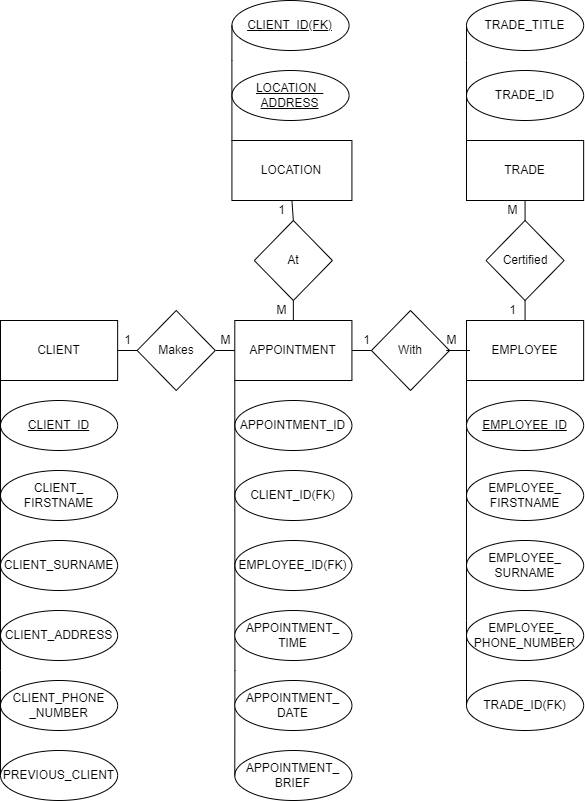 CLIENT_ID(FK)
TRADE_TITLE
LOCATION_
ADDRESS
TRADE_ID
LOCATION
TRADE
1
M
At
Certified
M
1
CLIENT
1
Makes
M
APPOINTMENT
1
With
M
EMPLOYEE
CLIENT_ID
APPOINTMENT_ID
EMPLOYEE_ID
CLIENT_
FIRSTNAME
CLIENT_ID(FK)
EMPLOYEE_
FIRSTNAME
CLIENT_SURNAME
EMPLOYEE_ID(FK)
EMPLOYEE_
SURNAME
CLIENT_ADDRESS
APPOINTMENT_
TIME
EMPLOYEE_
PHONE_NUMBER
CLIENT_PHONE
_NUMBER
APPOINTMENT_
DATE
TRADE_ID(FK)
PREVIOUS_CLIENT
APPOINTMENT_
BRIEF